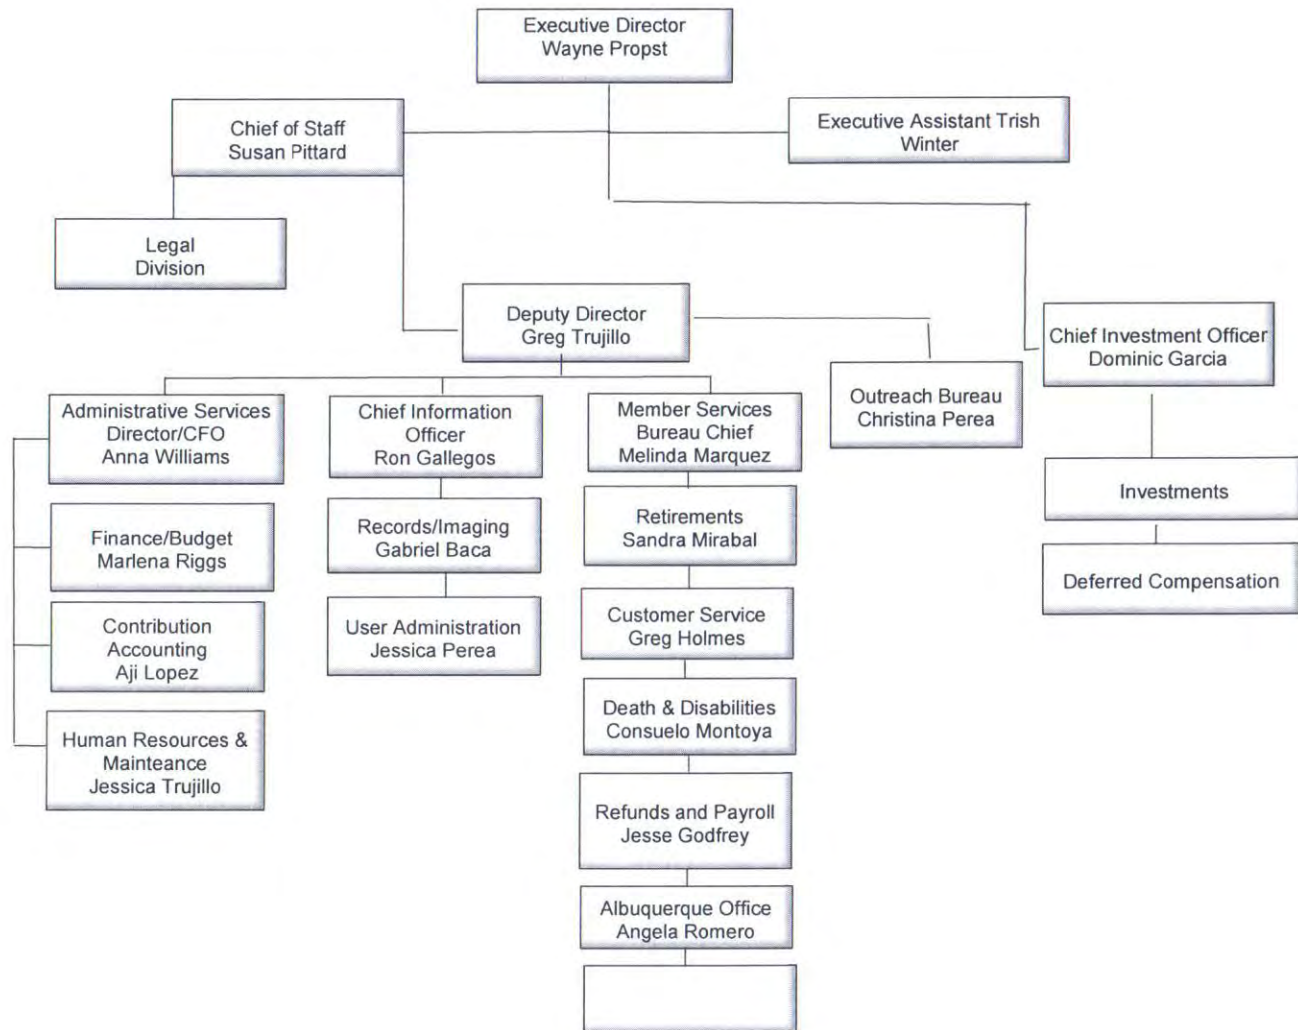 Executive Director
Wayne Propst
Chief of Staff
Susan Pittard
Executive Assistant Trish
Winter
Legal
Division
Deputy Director
Greg Trujillo
Chief Investment Officer
Dominic Garcia
Outreach Bureau
Christina Perea
Administrative Services
Director/CFO
Anna Williams
Chief Information
Officer
Ron Gallegos
Member Services
Bureau Chief
Melinda Marquez
Investments
Finance/Budget
Marlena Riggs
Records/Imaging
Gabriel Baca
Retirements
Sandra Mirabal
Deferred Compensation
Contribution
Accounting
Aji Lopez
User Administration
Jessica Perea
Customer Service
Greg Holmes
Human Resources &
Mainteance
Jessica Trujillo
Death & Disabilities
Consuelo Montoya
Refunds and Payroll
Jesse Godfrey
Albuquerque Office
Angela Romero